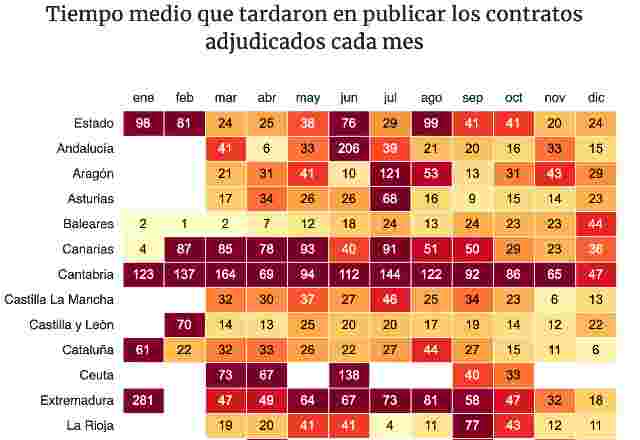 Tiempo medio que tardaron en publicar los contratos
adjudicados cada mes
ene feb mar abr may jun jul ago sep oct nov dic
Estado 98 81 24 25 38 76 29 99 41 41 20 24
Andalucía 41 6 33 206 39 21 20 16 33 15
Aragón 21 31 41 10 121 53 13 31 43 29
Asturias 17 34 26 26 68 16 9 15 14 23
Baleares 2 1 2 7 12 18 24 13 24 23 23 44
Canarias 4 87 85 78 93 40 91 51 50 29 23 36
Cantabria 123 137 164 69 94 112 144 122 92 86 65 47
Castilla La Mancha 32 30 37 27 46 25 34 23 6 13
Castilla y León 70 14 13 25 20 20 17 19 14 12 22
Cataluña 61 22 32 33 26 22 27 44 27 15 11 6
Ceuta 73 67 138 40 33
Extremadura 281 47 49 64 67 73 81 58 47 32 18
La Rioja 19 20 41 41 4 11 77 43 12 11